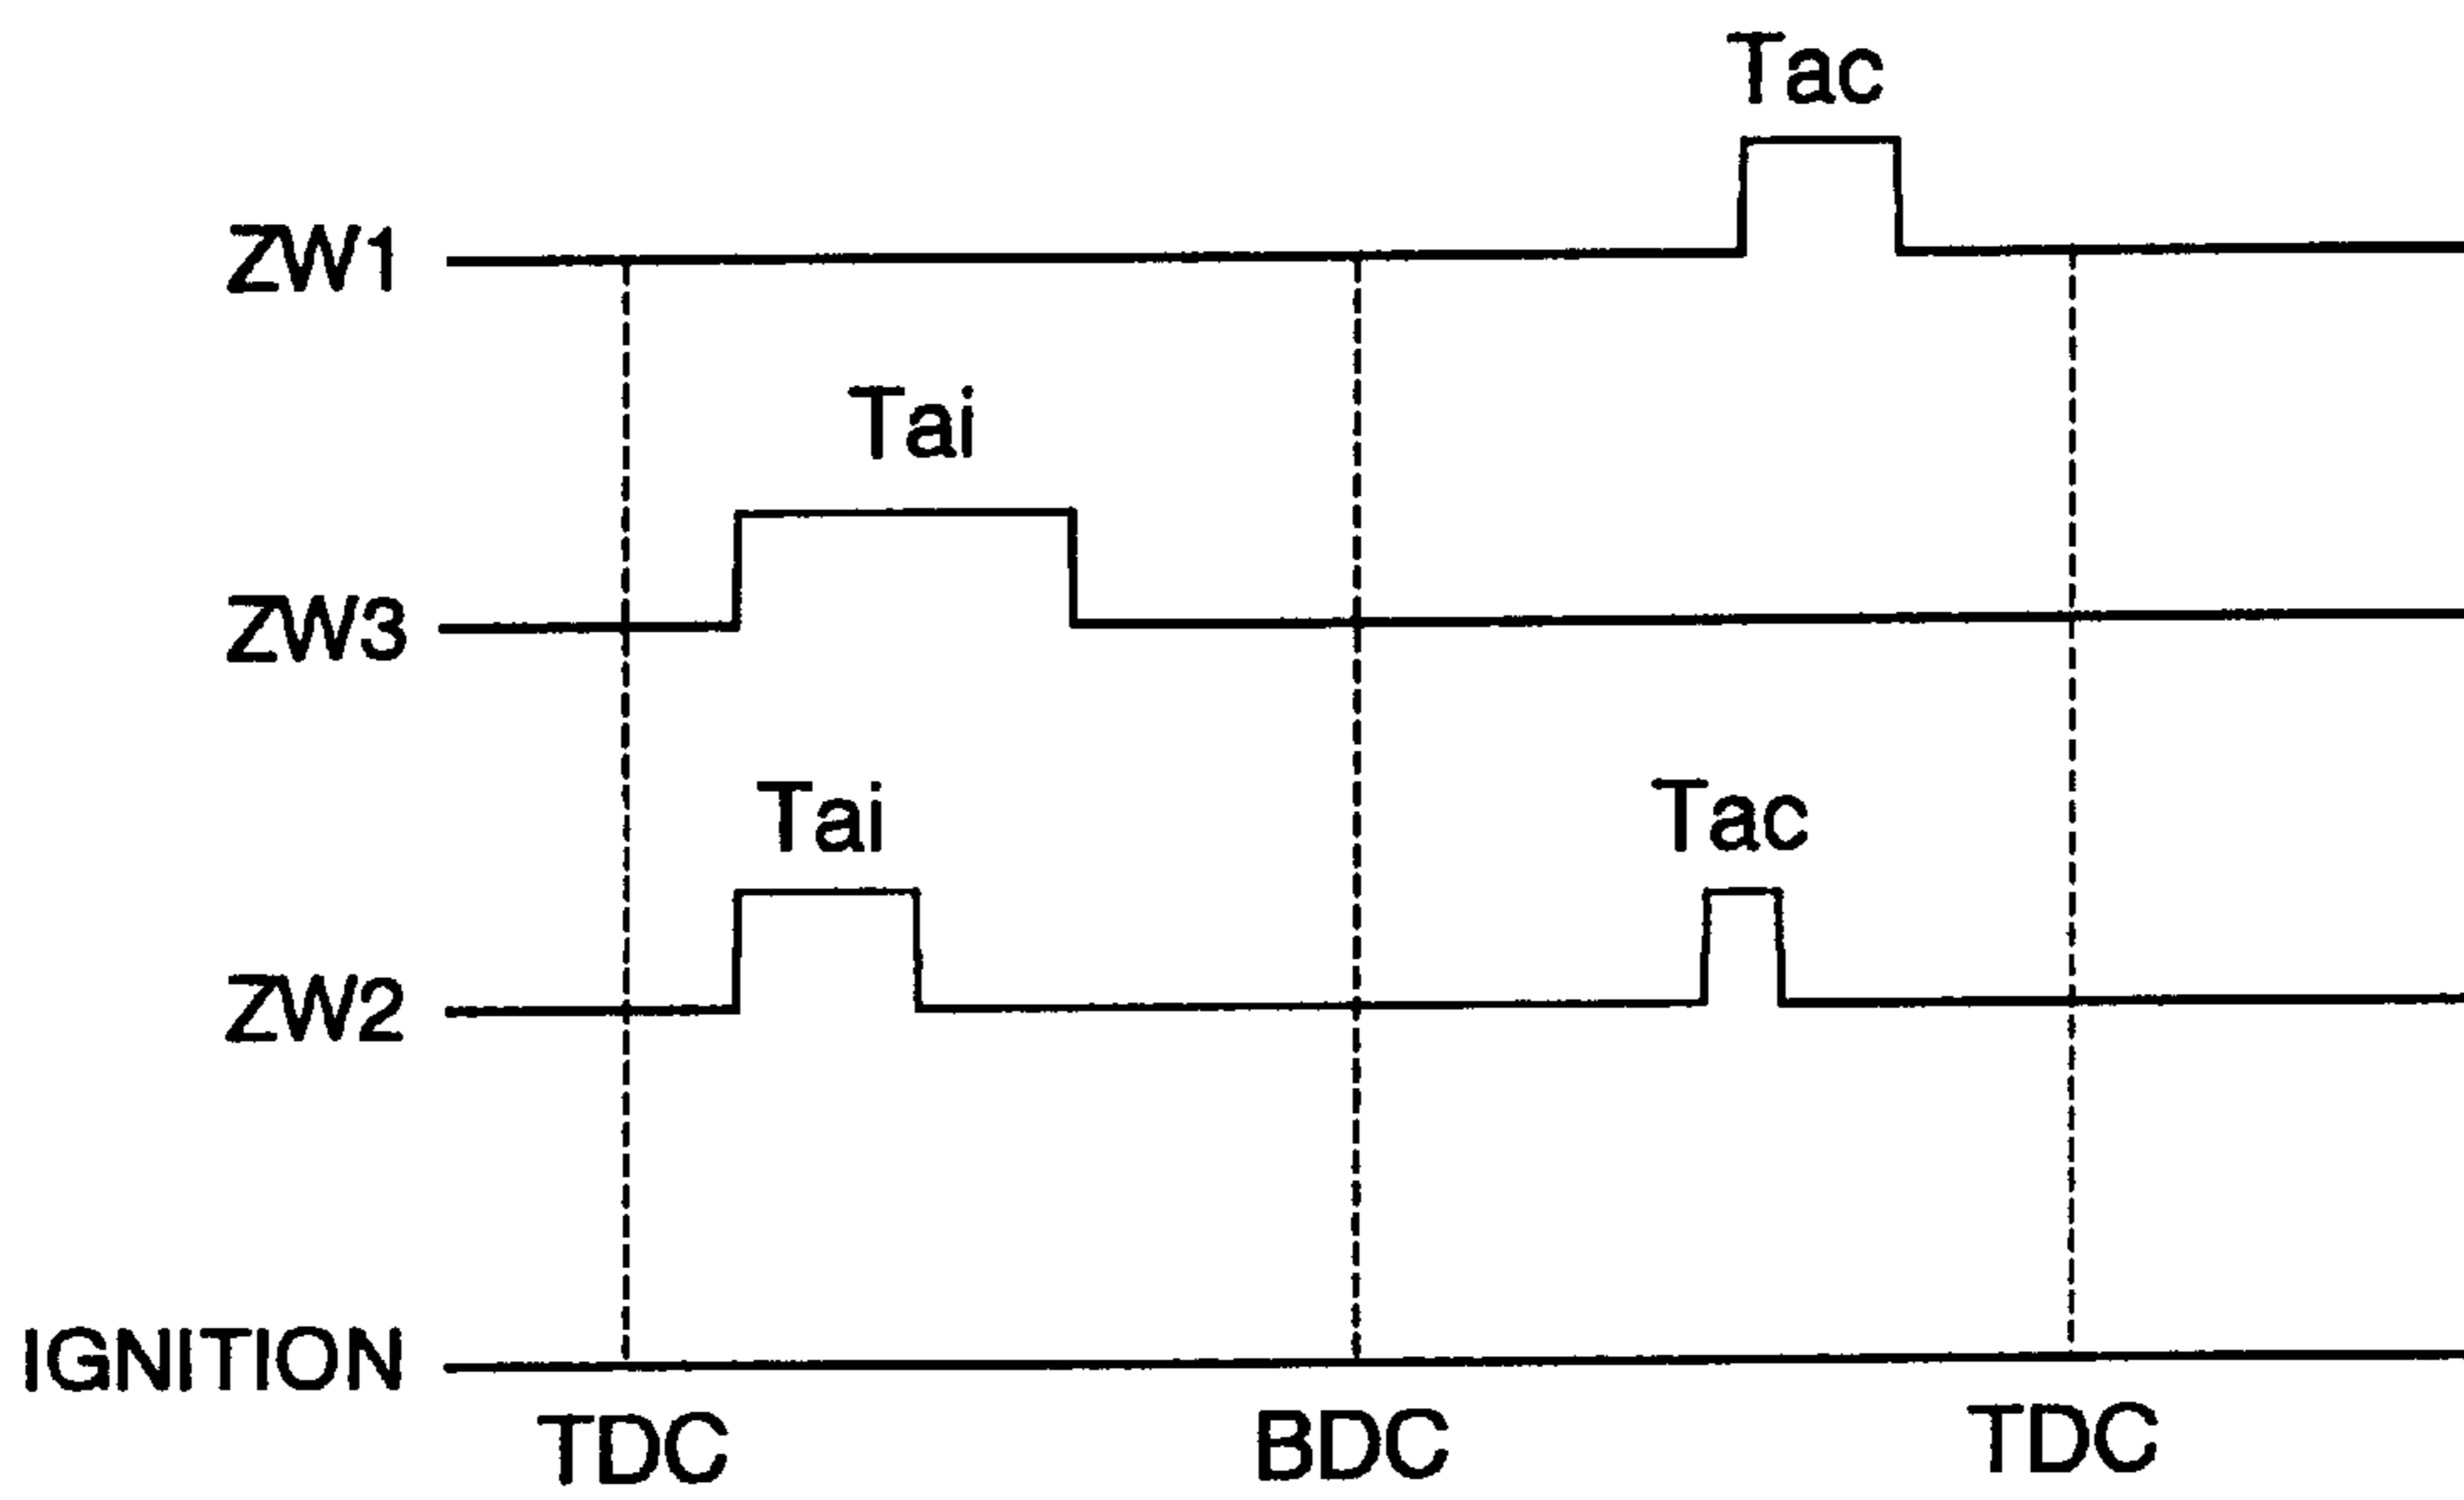 Tac
ZW1
Tai
ZW3
Tai Tac
ZW2
IGNITION
TDC BDC TDC